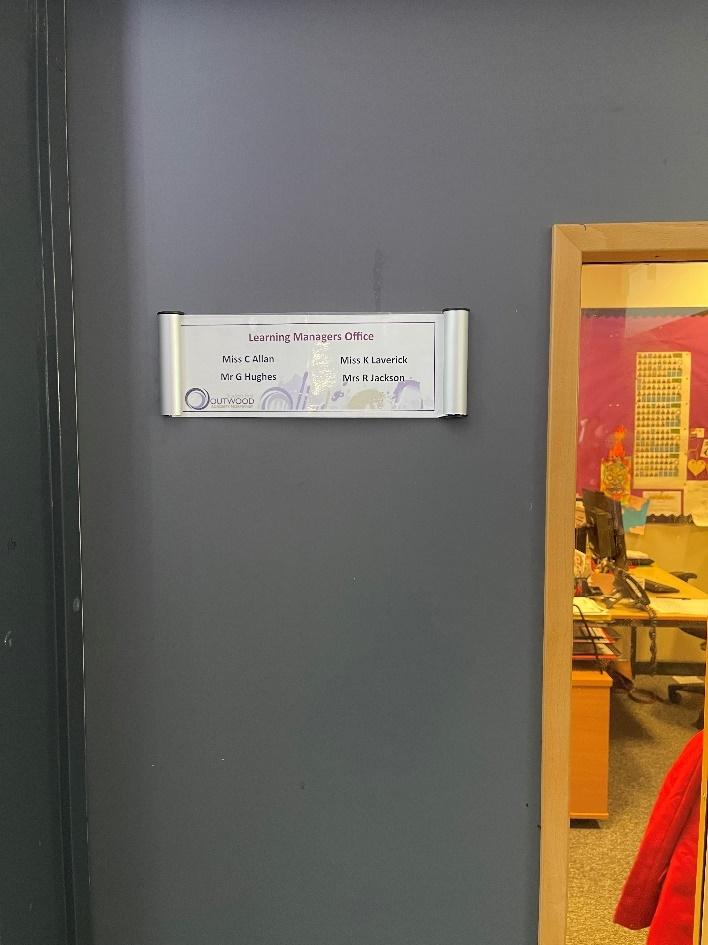 Learning Managers Office
Miss C Allan Miss K Laverick
Mr G Hughes Mrs R Jackson
OUTWOOD